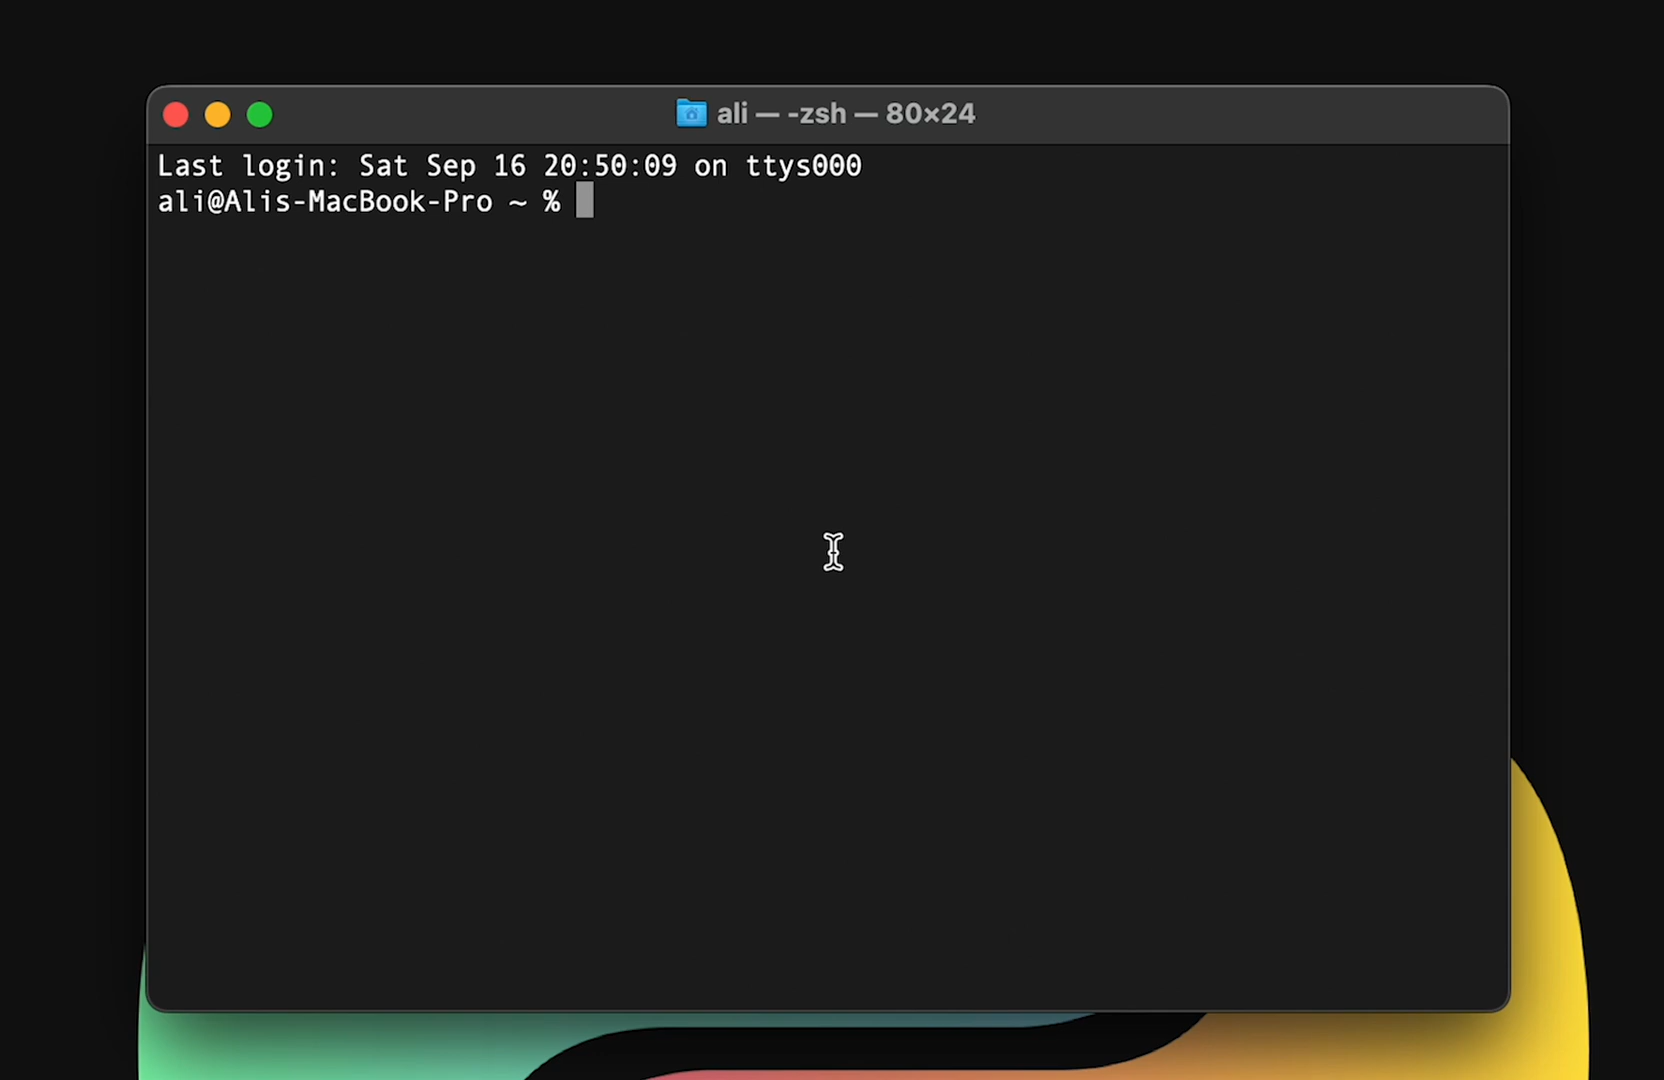 ali — -zsh — 80×24
Last login: Sat Sep 16 20:50:09 on ttys000
ali@Alis-MacBook-Pro ~ %